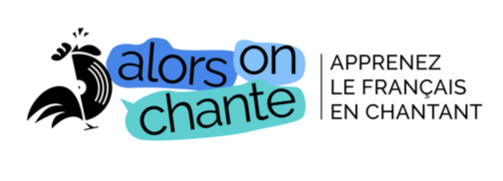 alors on
chante
APPRENEZ
LE FRANÇAIS
EN CHANTANT